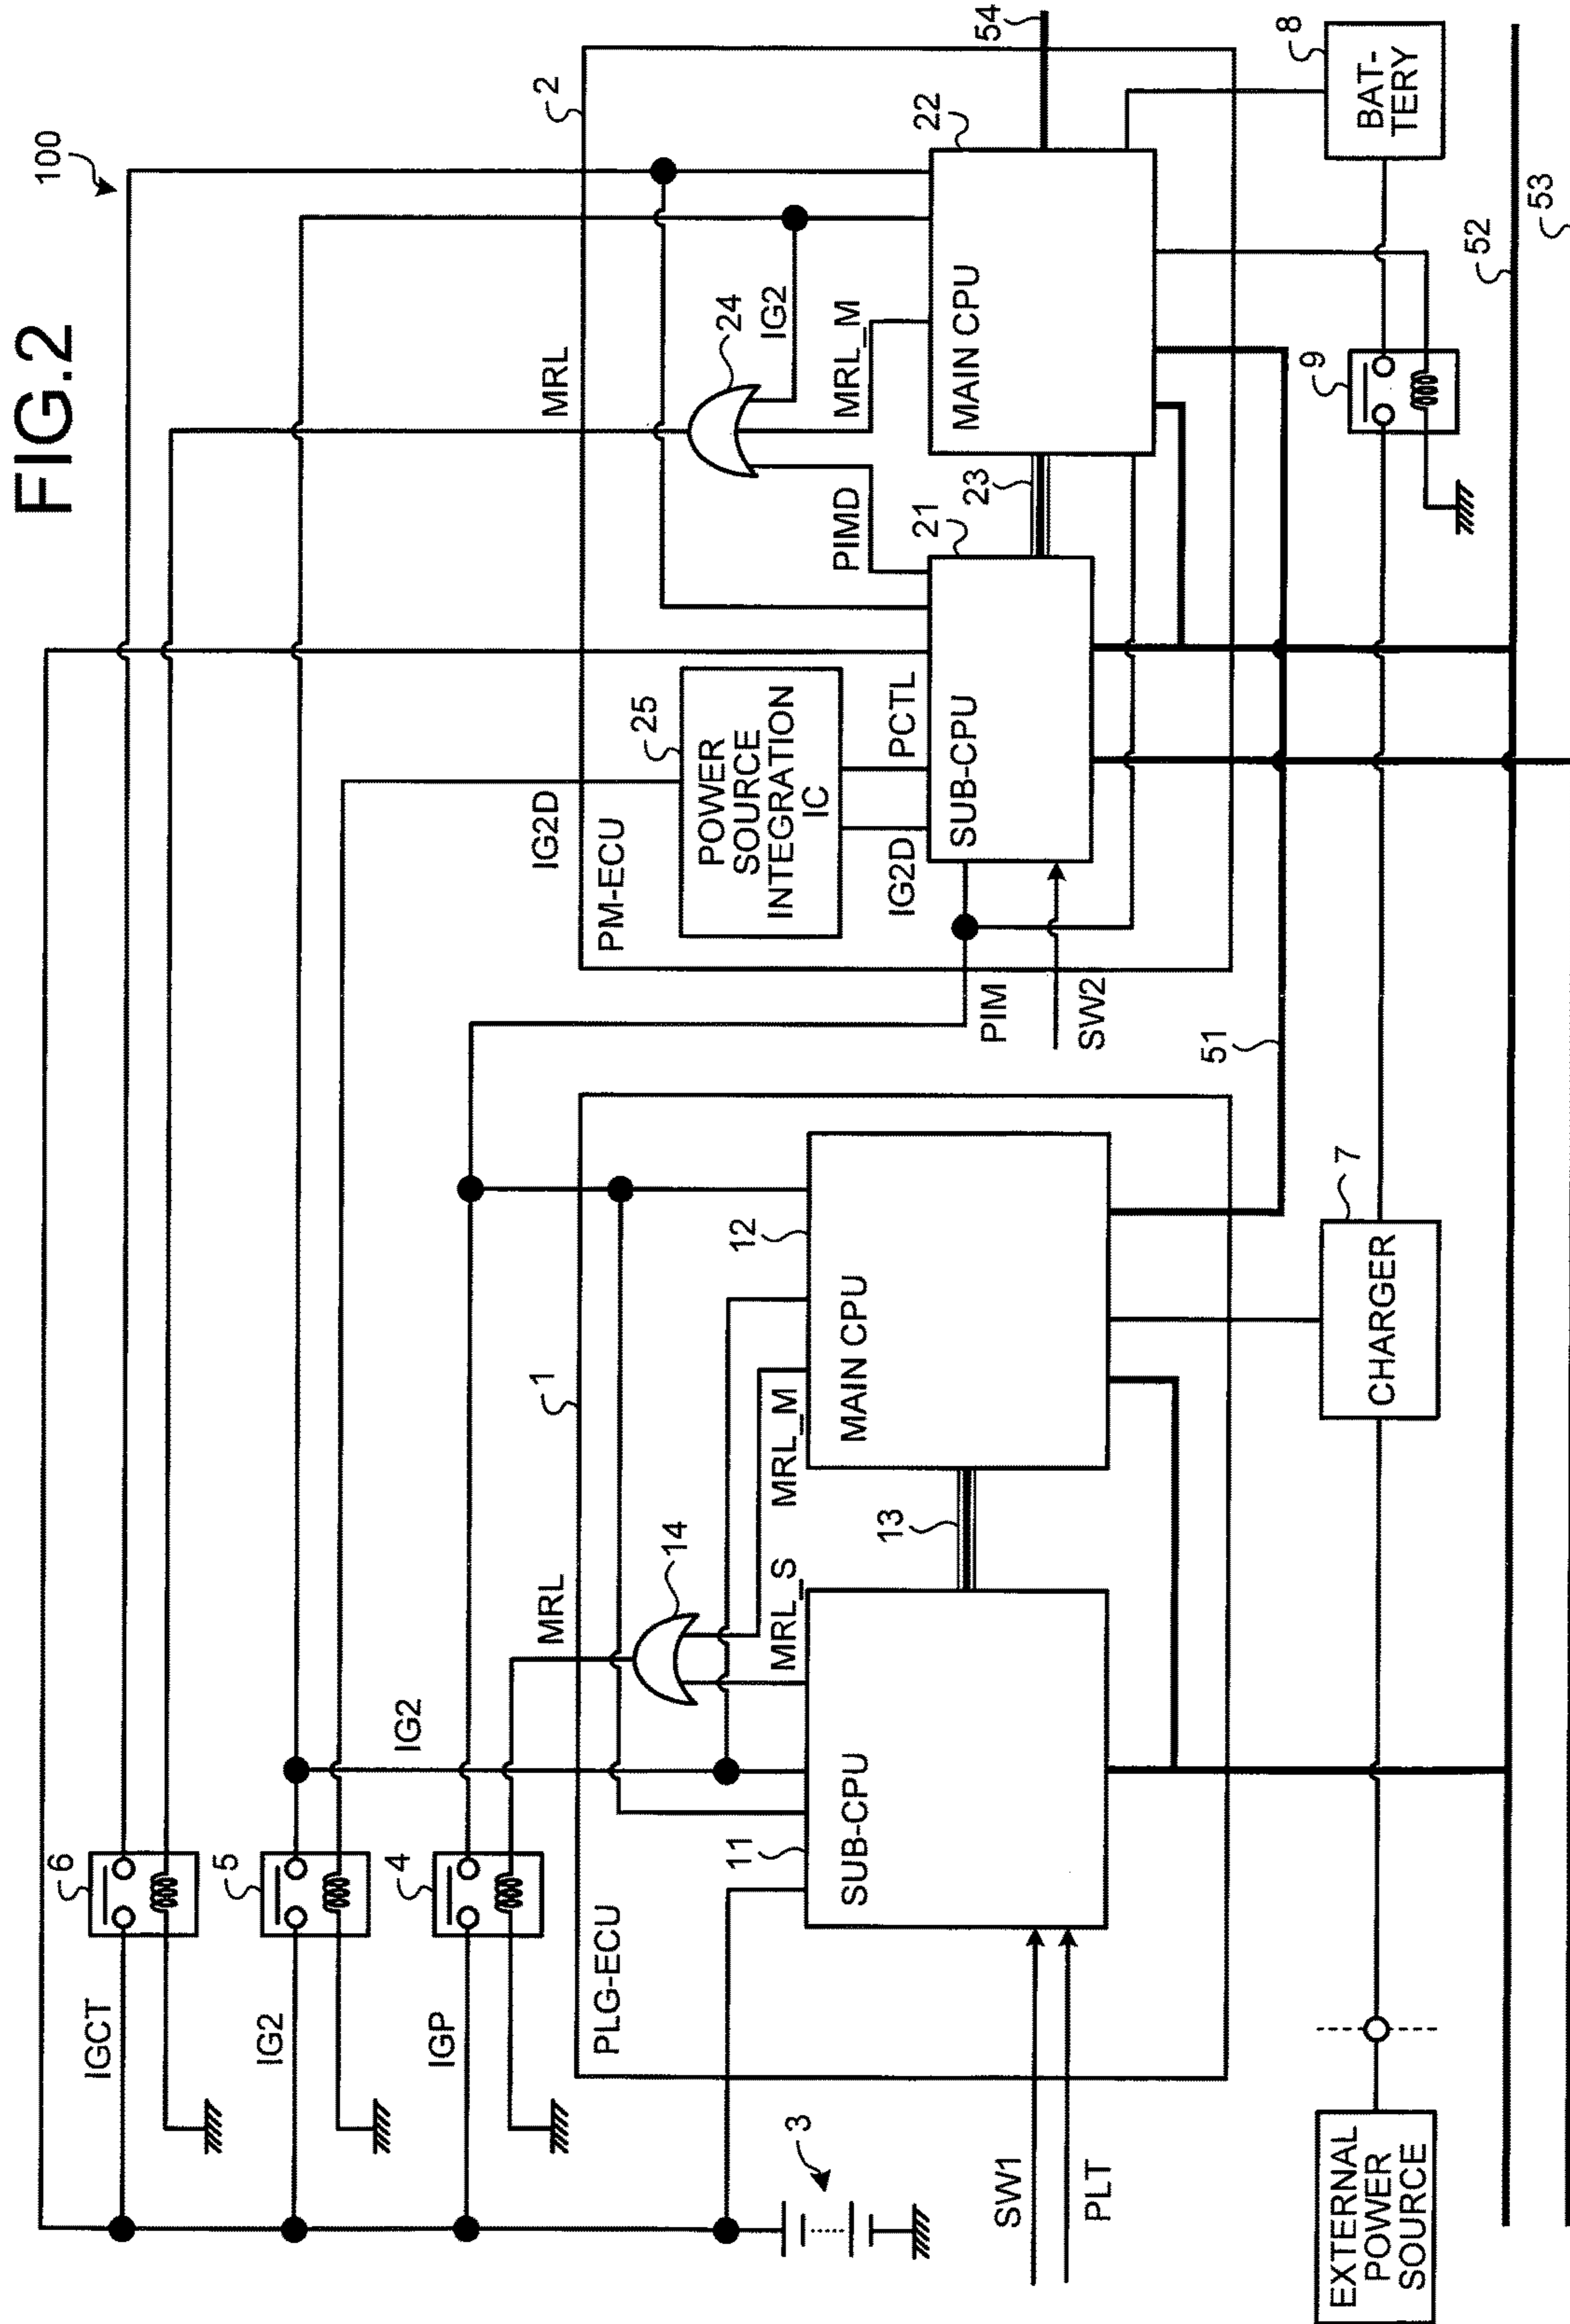 FIG.2
100
6
IGCT
5
IG2
4
IGP
IG2
MRL
IG2D
MRL
2
PLG-ECU
1
PM-ECU
25
POWER
SOURCE
INTEGRATION
IC
24
IG2
14
MRL_S
MRL_M
PIM
IG2D
PCTL
PIMD
MRL_M
3
11
SUB-CPU
12
MAIN CPU
13
21
SUB-CPU
22
MAIN CPU
23
54
SW1
PLT
SW2
51
EXTERNAL
POWER
SOURCE
7
CHARGER
9
8
BAT-
TERY
52
53